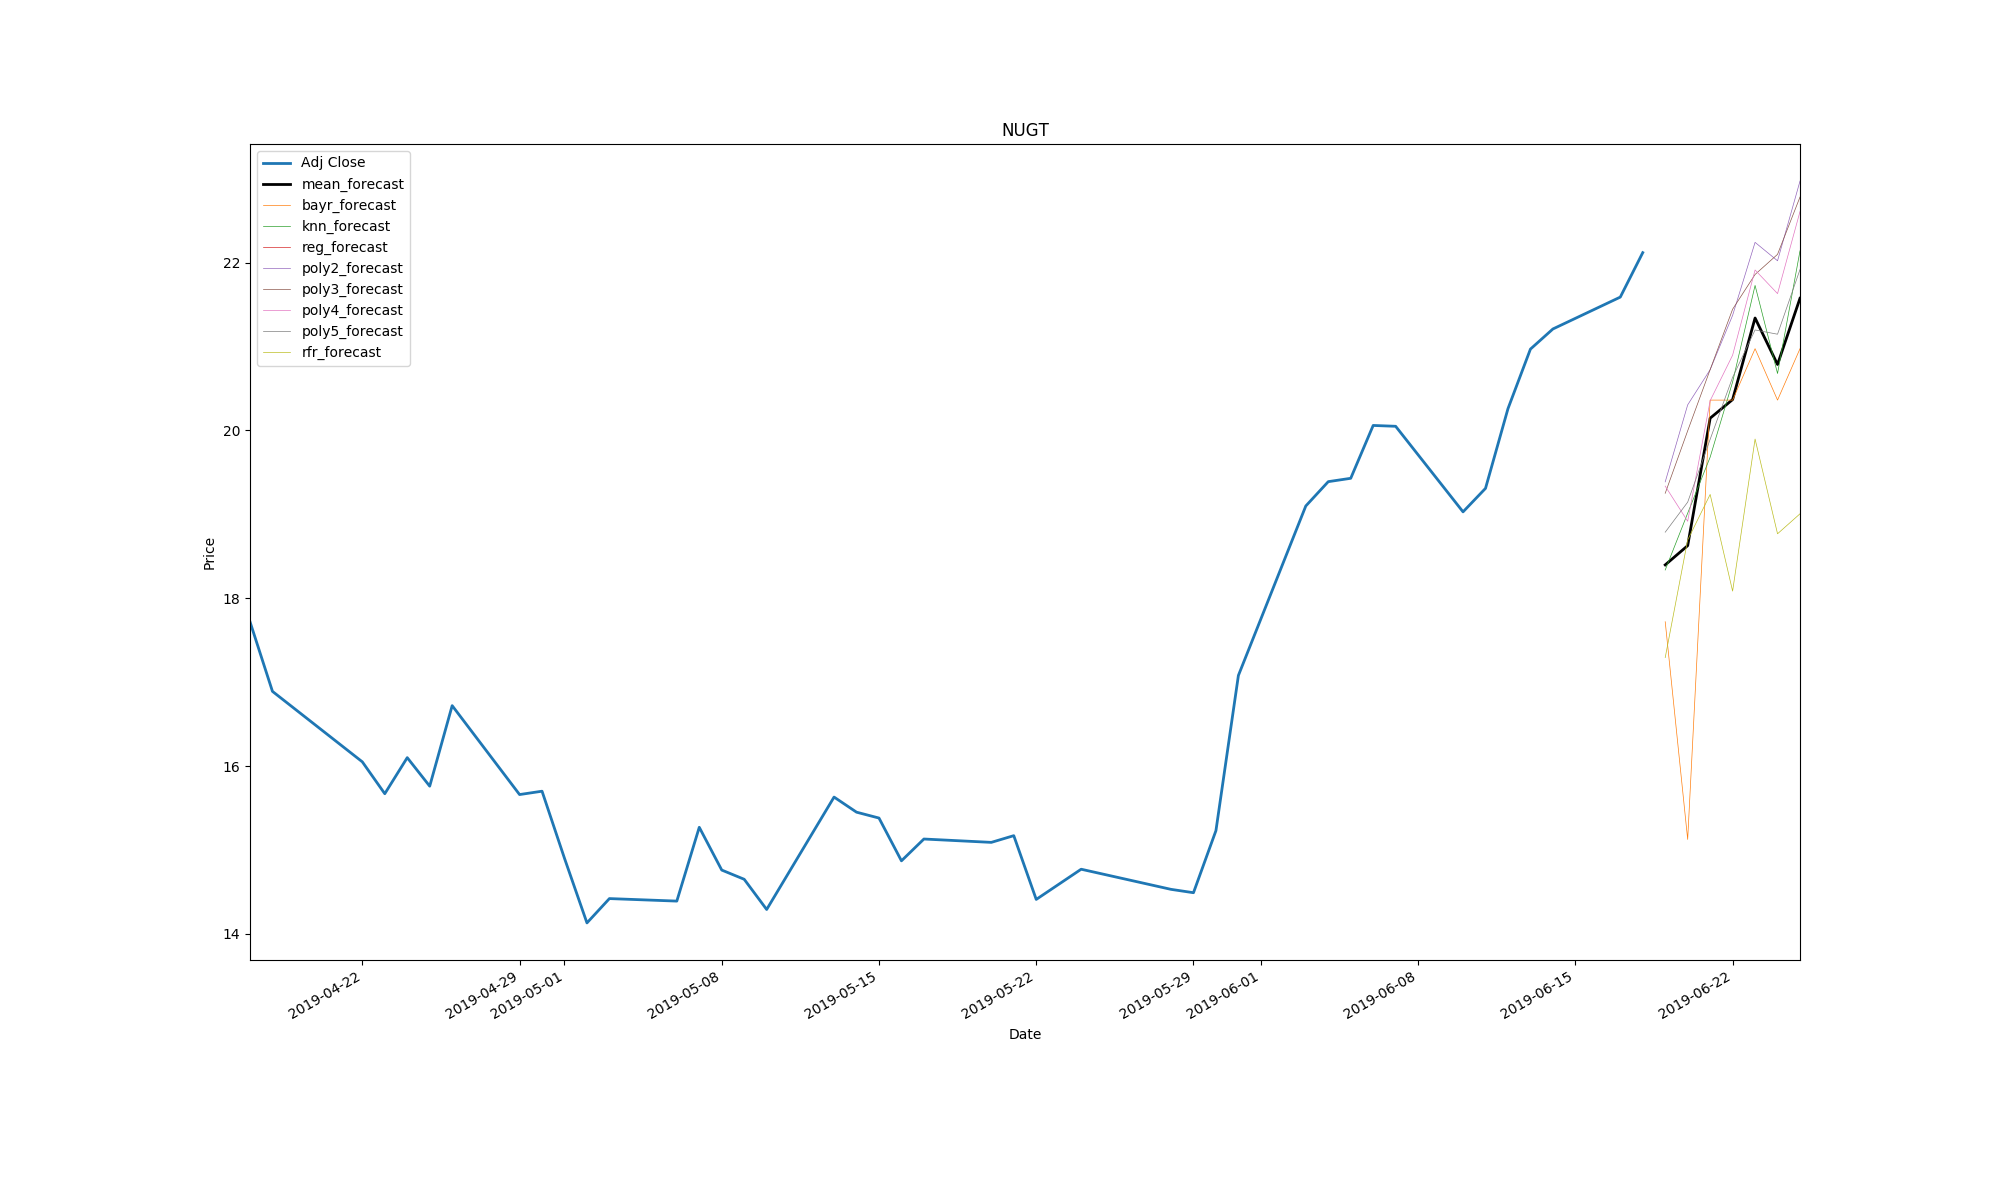 NUGT
Adj Close
mean_forecast
bayr_forecast
knn_forecast
reg_forecast
poly2_forecast
poly3_forecast
poly4_forecast
poly5_forecast
rfr_forecast
22
20
18
16
14
Price
2019-04-22
2019-04-29
2019-05-01
2019-05-08
2019-05-15
2019-05-22
2019-05-29
2019-06-01
2019-06-08
2019-06-15
2019-06-22
Date